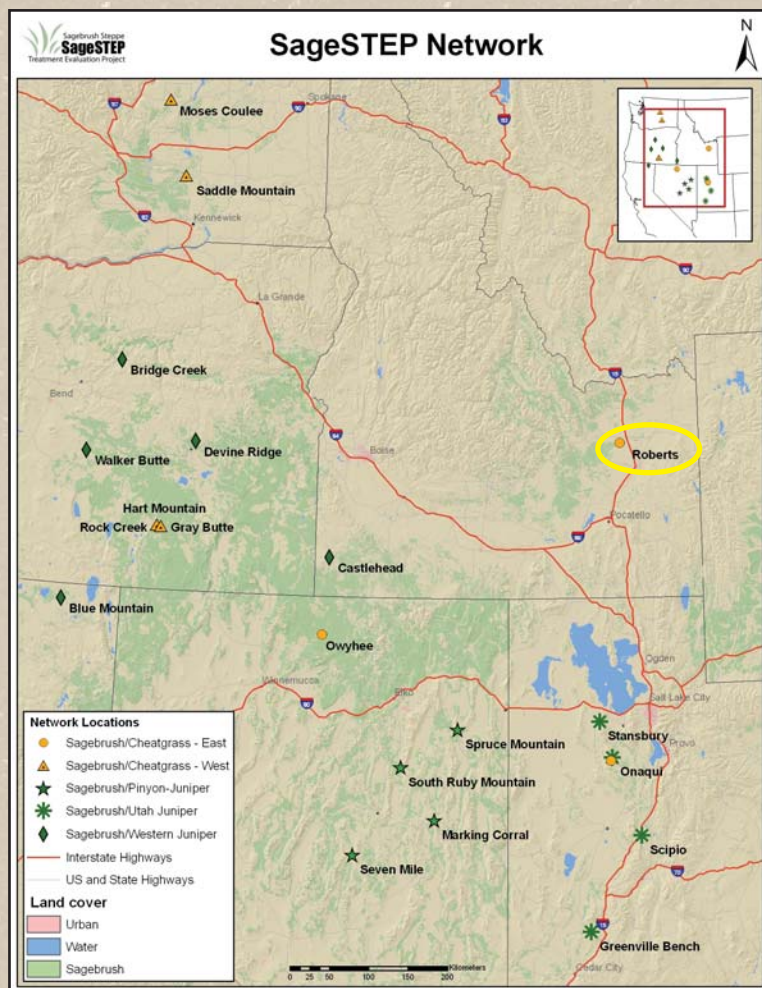 Sagebrush Steppe
SageSTEP
Treatment Evaluation Project
SageSTEP Network
N
Moses Coulee
Spokane
Saddle Mountain
Kennewick
La Grande
Bridge Creek
Bend
Walker Butte
Devine Ridge
Boise
Roberts
Hart Mountain
Rock Creek
Gray Butte
Pocatello
Castlehead
Blue Mountain
Owyhee
Winnemucca
Elko
Ogden
Salt Lake City
Stansbury
Provo
Spruce Mountain
Onaqui
South Ruby Mountain
Marking Corral
Scipio
Seven Mile
Greenville Bench
Cedar City
Network Locations
Sagebrush/Cheatgrass - East
Sagebrush/Cheatgrass - West
Sagebrush/Pinyon-Juniper
Sagebrush/Utah Juniper
Sagebrush/Western Juniper
Interstate Highways
US and State Highways
Land cover
Urban
Water
Sagebrush
Kilometers
0 25 50 100 150 200